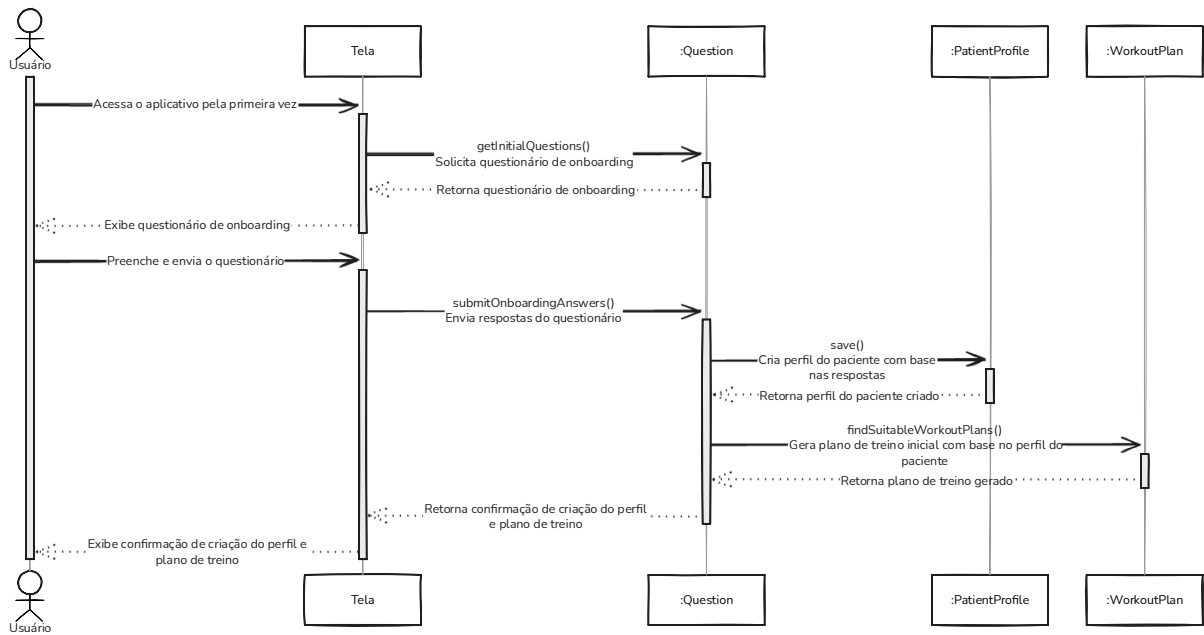 Usuário
Tela
:Question
:PatientProfile
:WorkoutPlan
Acessa o aplicativo pela primeira vez
getInitialQuestions()
Solicita questionário de onboarding
Retorna questionário de onboarding
Exibe questionário de onboarding
Preenche e envia o questionário
submitOnboardingAnswers()
Envia respostas do questionário
save()
Cria perfil do paciente com base
nas respostas
Retorna perfil do paciente criado
findSuitableWorkoutPlans()
Gera plano de treino inicial com base no perfil do
paciente
Retorna plano de treino gerado
Retorna confirmação de criação do perfil
e plano de treino
Exibe confirmação de criação do perfil e
plano de treino
Usuário
Tela
:Question
:PatientProfile
:WorkoutPlan